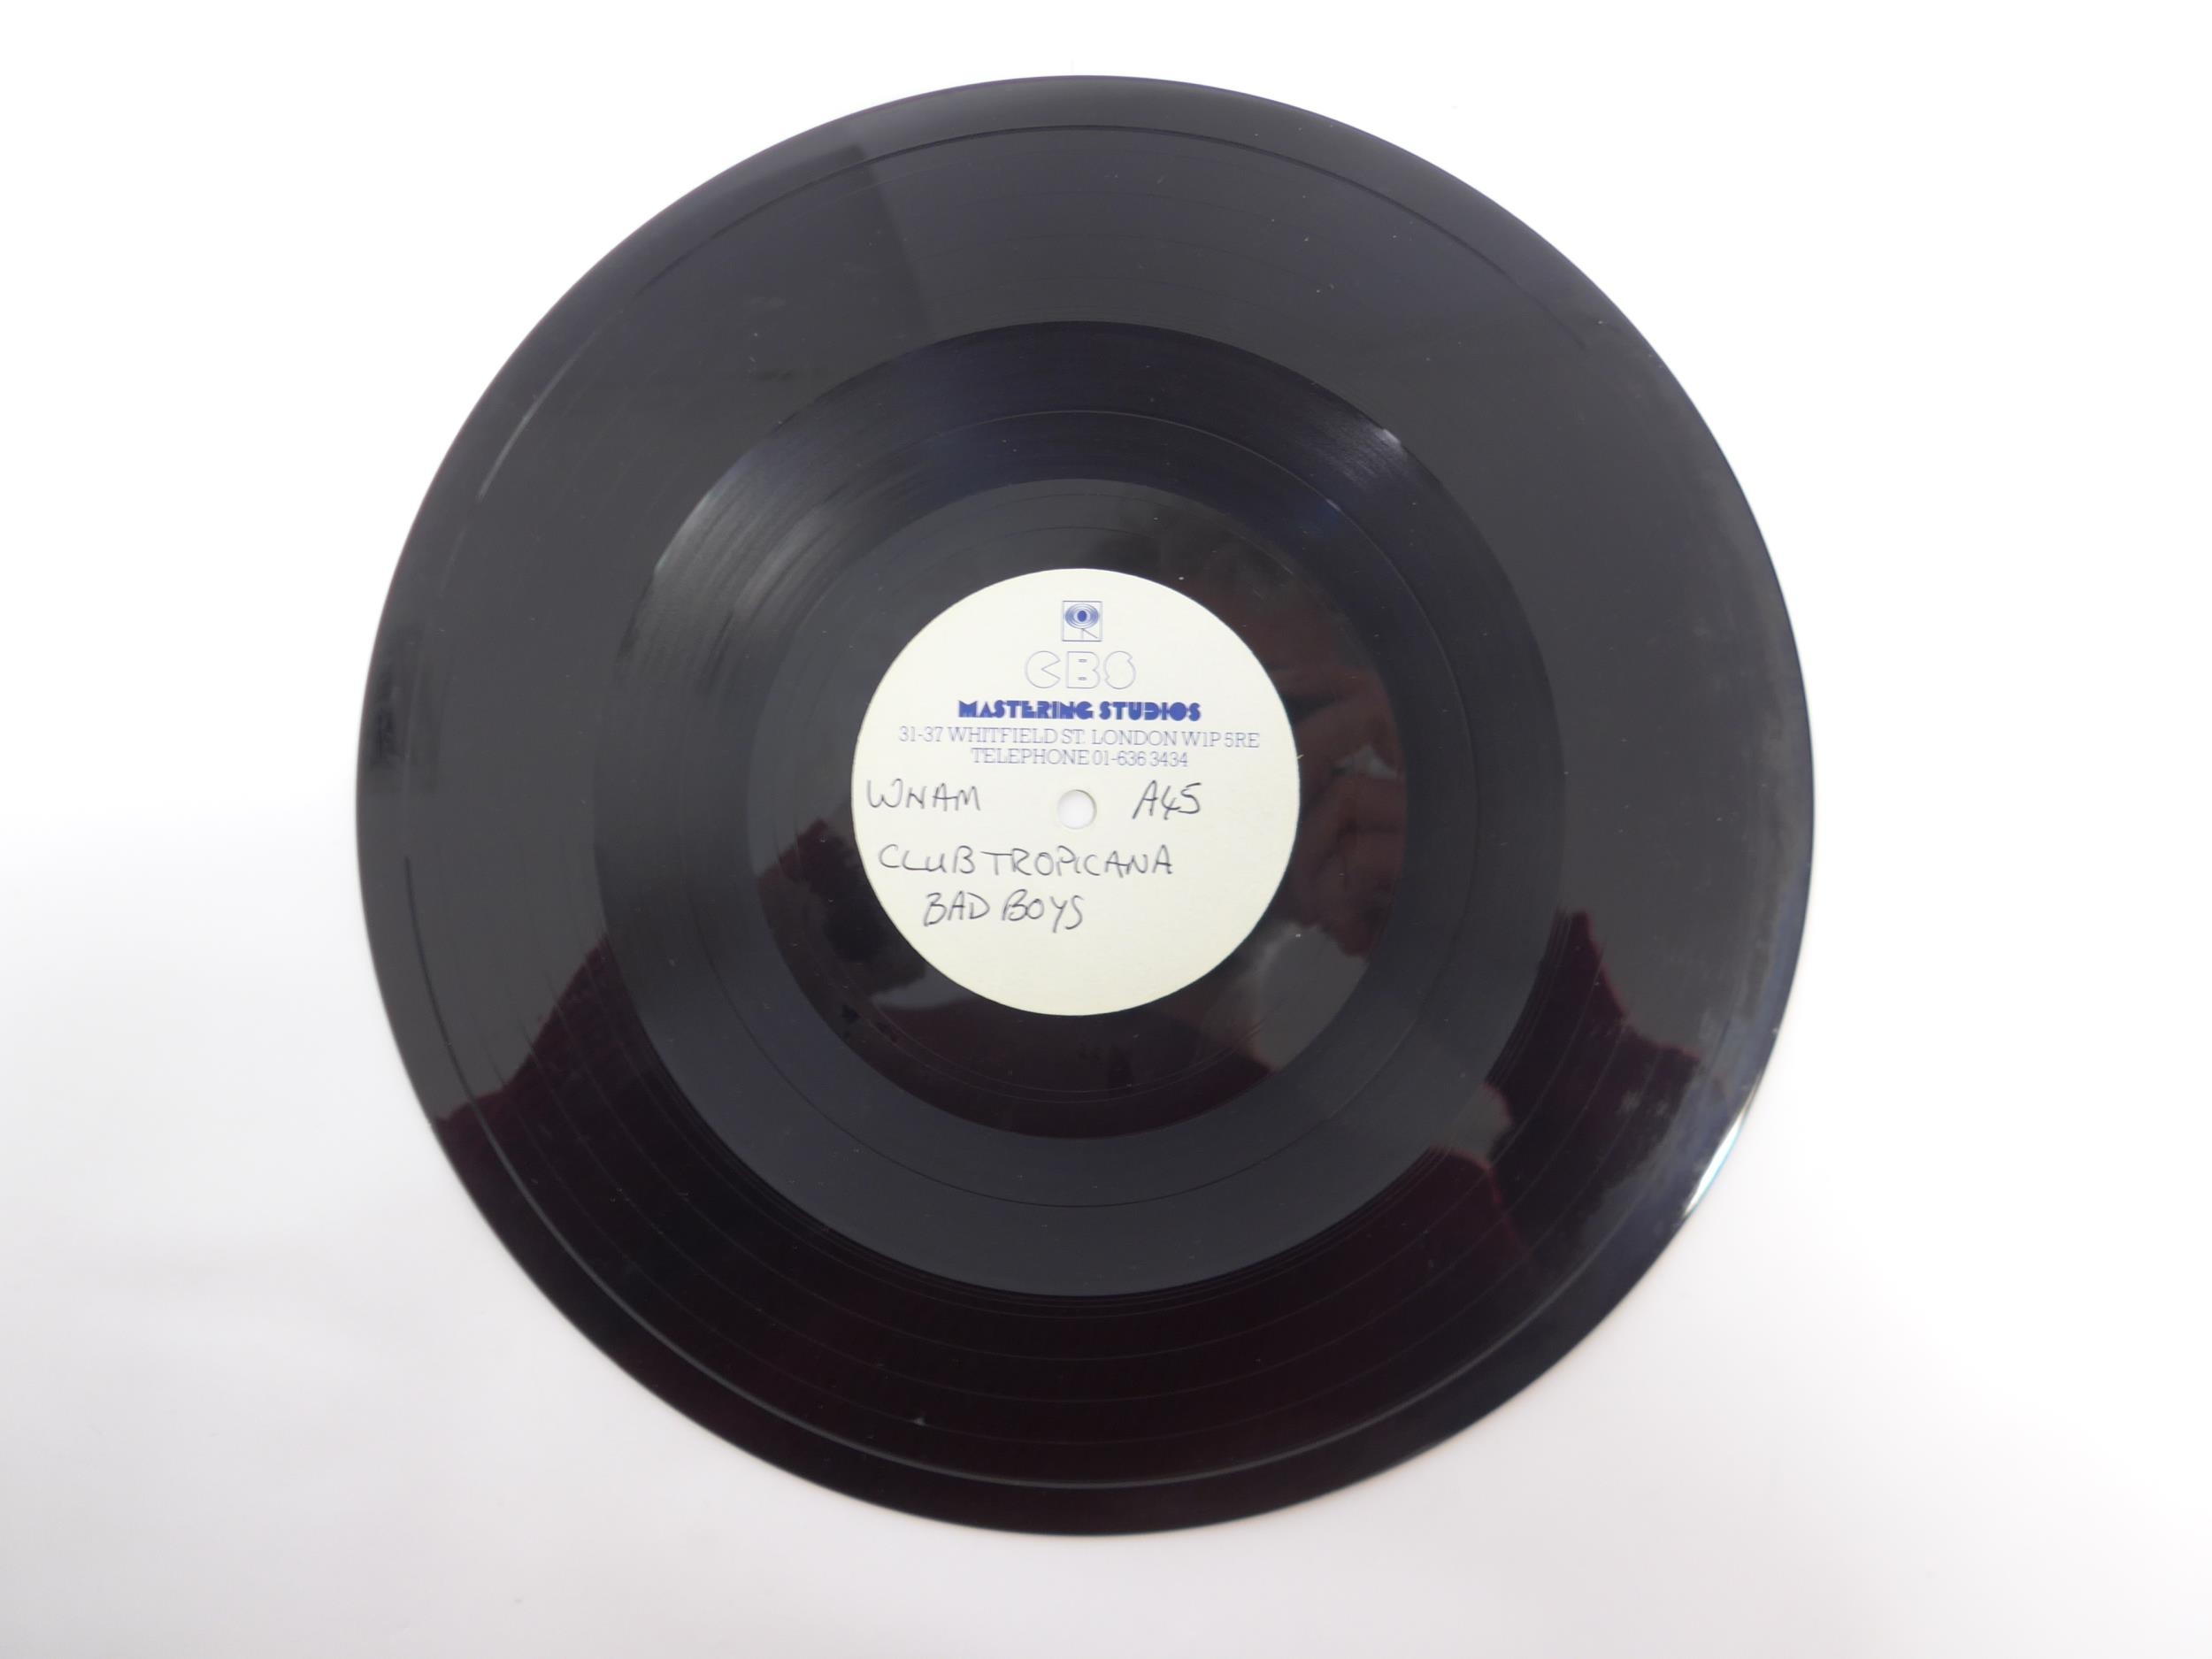 CBS
MASTERING STUDIOS
31-37 WHITFIELD ST. LONDON W1P 5RE
TELEPHONE 01-636 3434
WHAM A45
CLUB TROPICANA
BAD BOYS